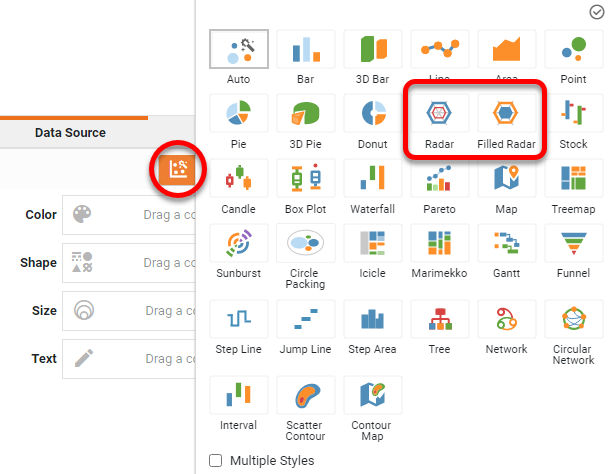 Data Source
Color
Drag a co
Shape
Drag a co
Size
Drag a co
Text
Drag a co
Auto
Bar
3D Bar
Line
Area
Point
Pie
3D Pie
Donut
Radar
Filled Radar
Stock
Candle
Box Plot
Waterfall
Pareto
Map
Treemap
Sunburst
Circle
Packing
Icicle
Marimekko
Gantt
Funnel
Step Line
Jump Line
Step Area
Tree
Network
Circular
Network
Interval
Scatter
Contour
Contour
Map
Multiple Styles